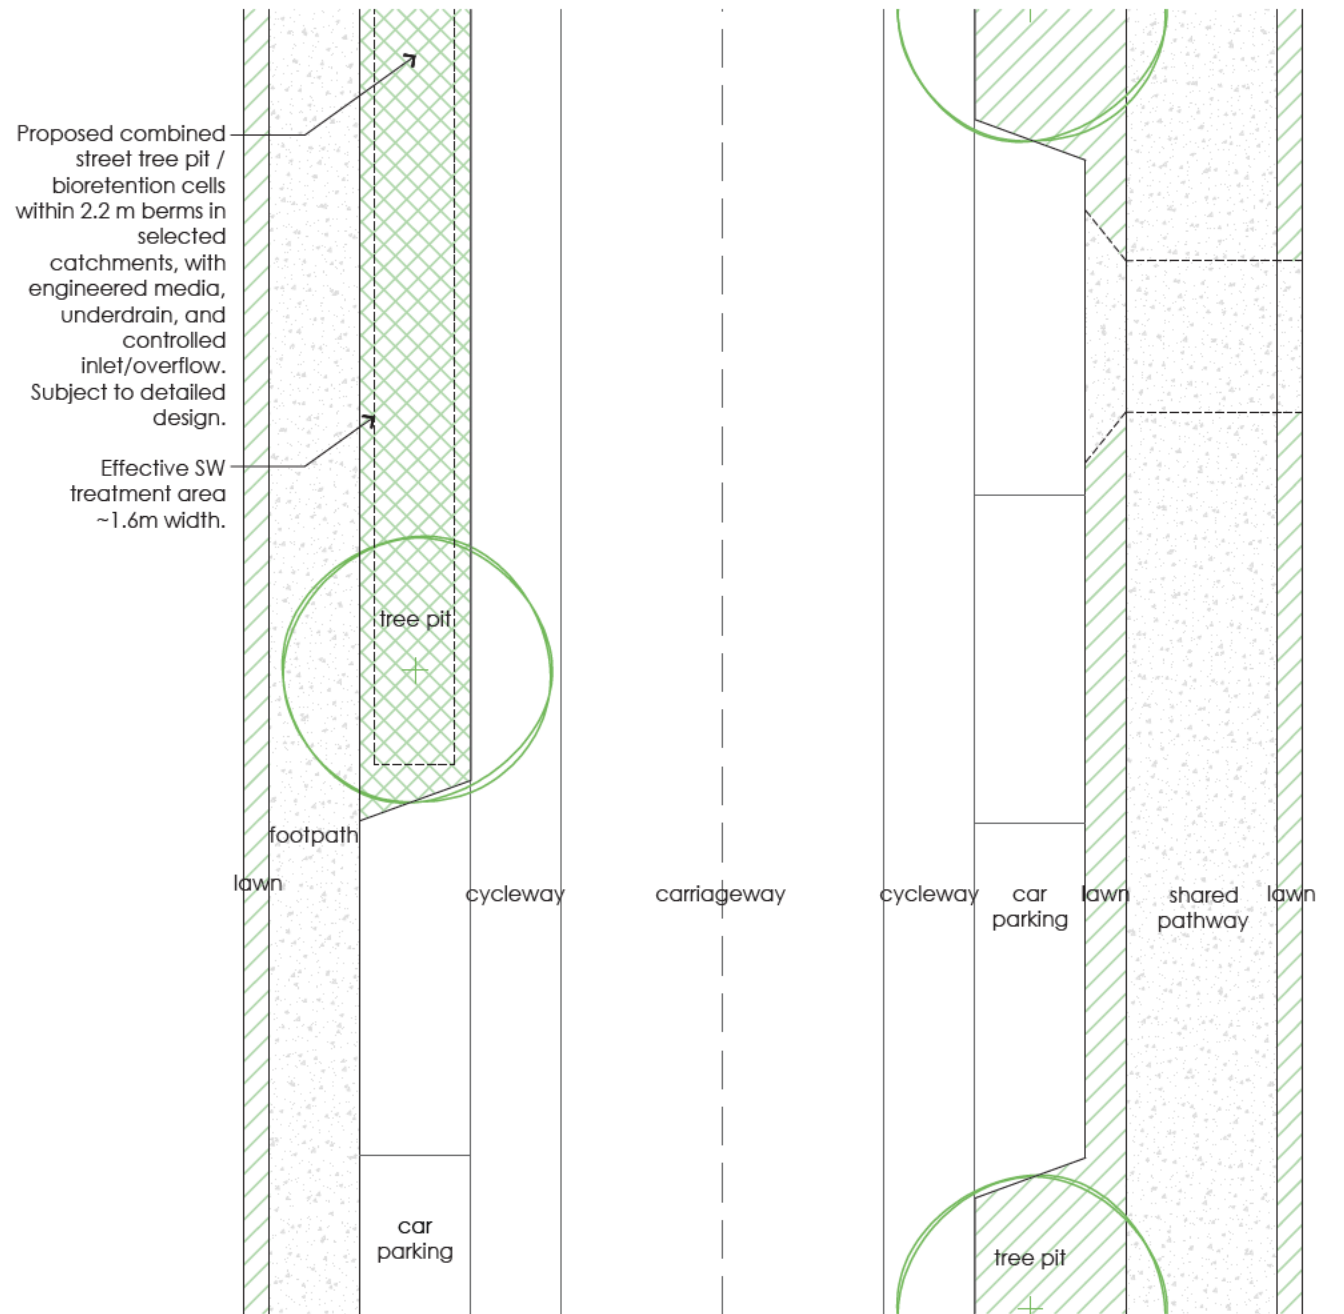 Proposed combined
street tree pit /
bioretention cells
within 2.2 m berms in
selected
catchments, with
engineered media,
underdrain, and
controlled
inlet/overflow.
Subject to detailed
design.
Effective SW
treatment area
~1.6m width.
tree pit
footpath
lawn
cycleway
carriageway
cycleway
car
parking
lawn
shared
pathway
lawn
car
parking
tree pit